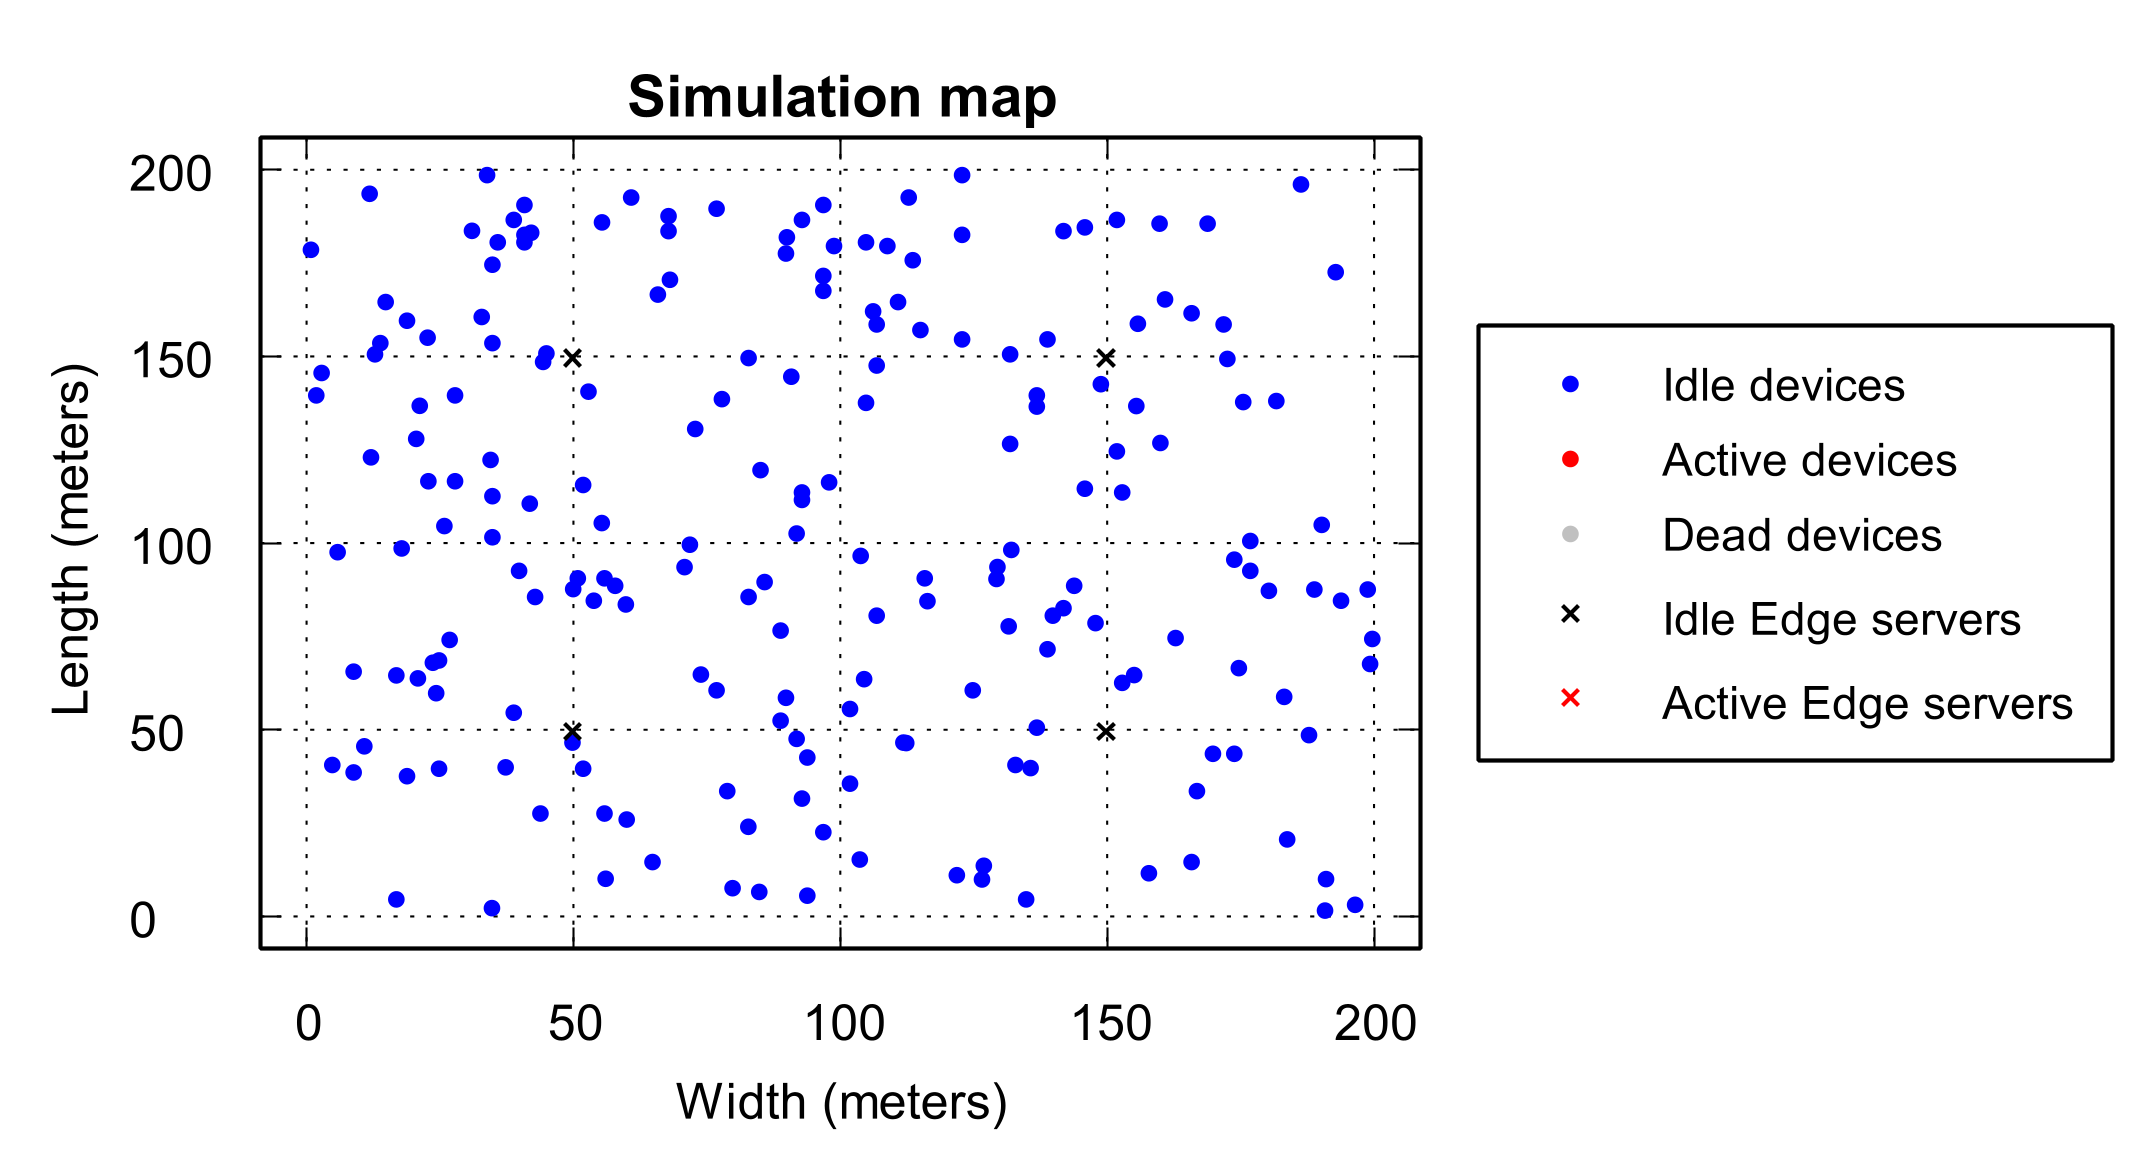 Simulation map
200
150
100
50
0
Length (meters)
0 50 100 150 200
Width (meters)
Idle devices
Active devices
Dead devices
Idle Edge servers
Active Edge servers